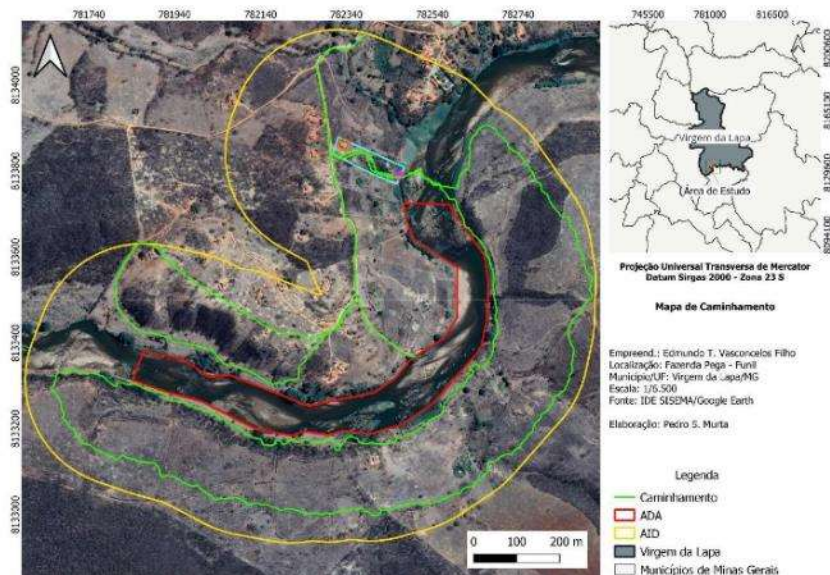 781740 781940 782140 782340 782540 782740
8134000
8133800
8133600
8133400
8133200
8133000
0 100 200 m
745500 781000 816500
8165100
8129600
8094100
Virgem da Lapa
Área de Estudo
Projeção Universal Transversa de Mercator
Datum Sirgas 2000 - Zona 23 S
Mapa de Caminhamento
Empreend.: Edmundo T. Vasconcelos Filho
Localização: Fazenda Pega - Funil
Município/UF: Virgem da Lapa/MG
Escala: 1/6.500
Fonte: IDE SISEMA/Google Earth
Elaboração: Pedro S. Murta
Legenda
Caminhamento
ADA
AID
Virgem da Lapa
Municípios de Minas Gerais